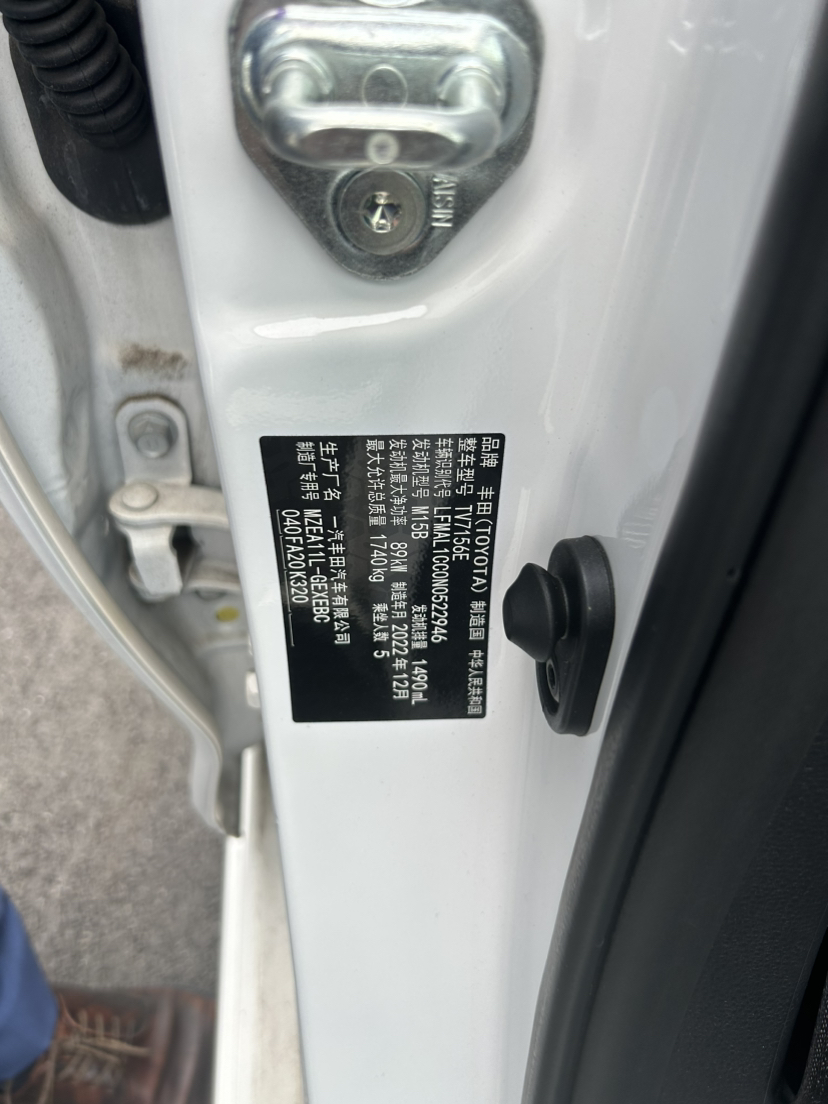 AISIN
品牌 丰田(TOYOTA) 制造国 中华人民共和国
整车型号 TV7156E
车辆识别代号 LFMAL1CC0N0522946
发动机型号 M15B 发动机排量 1490mL
发动机最大净功率 89kW 制造年月 2022年12月
最大允许总质量 1740kg 乘坐人数 5
生产厂名 一汽丰田汽车有限公司
制造厂专用号 MZEA11L-GEXEBC
040FA20K320